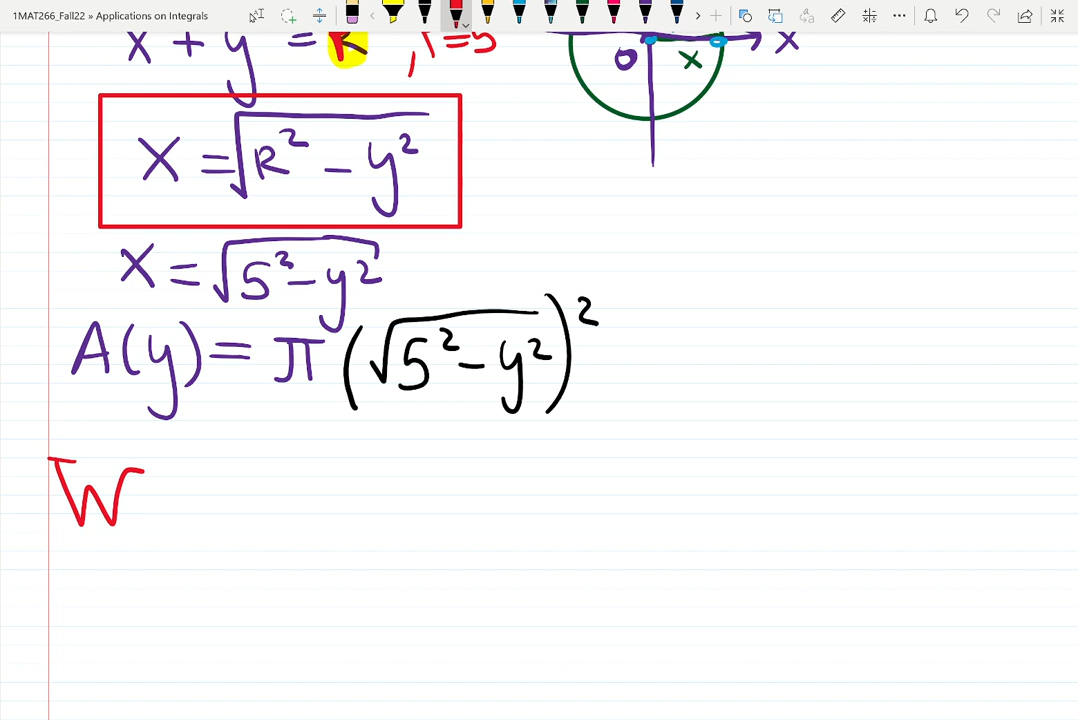 1MAT266_Fall22 » Applications on Integrals
x + y = R , r=5
O x X
x = √R² - y²
x = √5² - y²
A(y) = π (√5² - y²)²
W